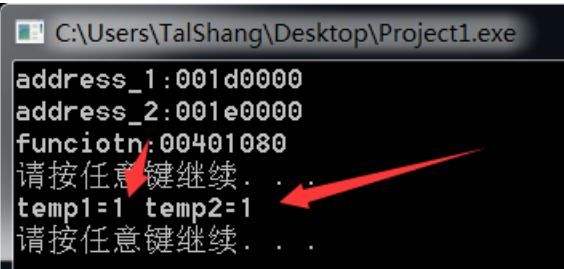 C:\Users\TalShang\Desktop\Project1.exe
address_1:001d0000
address_2:001e0000
funciotn:00401080
请按任意键继续. . .
temp1=1 temp2=1
请按任意键继续. . .